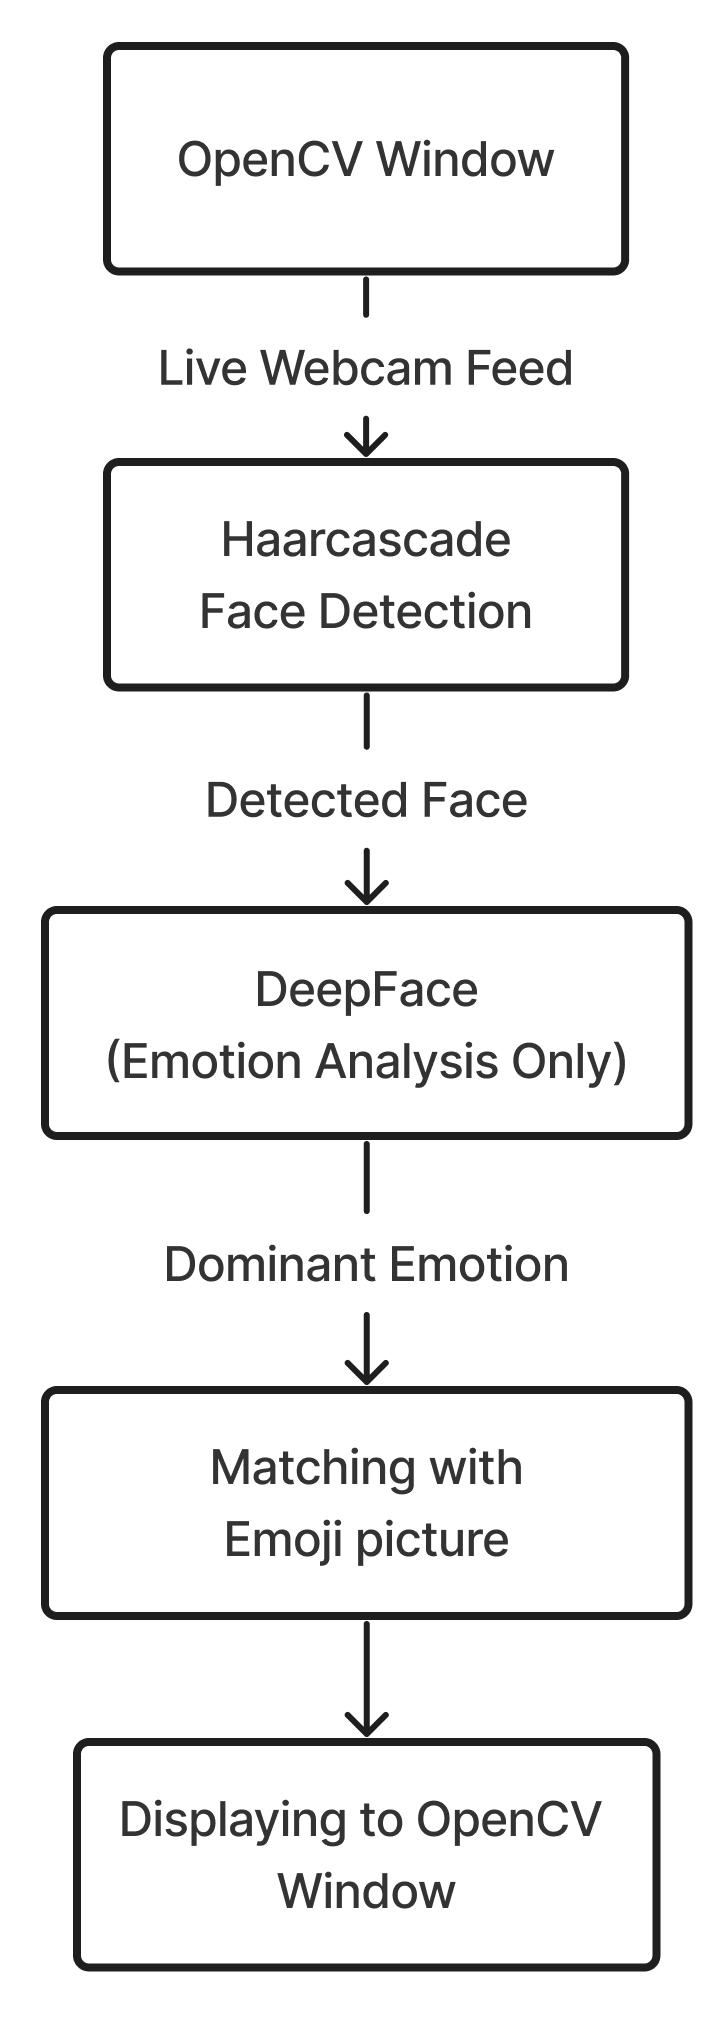 OpenCV Window
Live Webcam Feed
Haarcascade
Face Detection
Detected Face
DeepFace
(Emotion Analysis Only)
Dominant Emotion
Matching with
Emoji picture
Displaying to OpenCV
Window